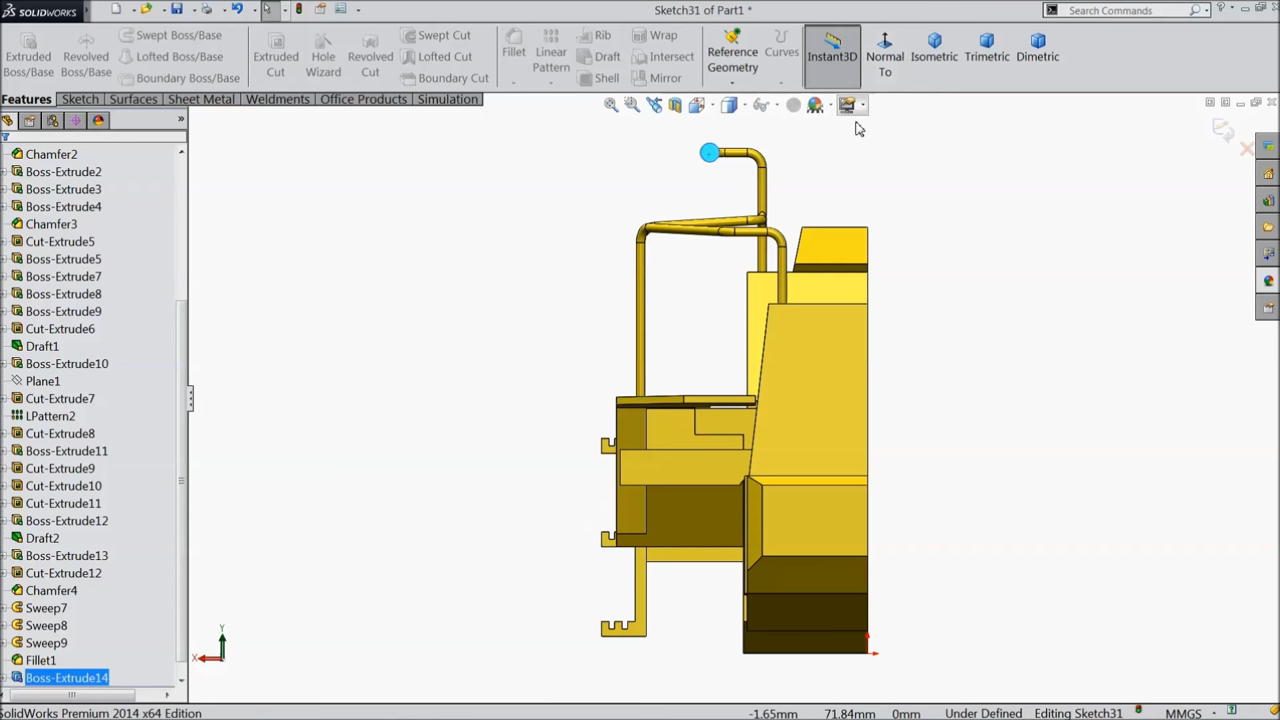 SOLIDWORKS
Sketch31 of Part1 *
Search Commands
Extruded Boss/Base
Revolved Boss/Base
Swept Boss/Base
Lofted Boss/Base
Boundary Boss/Base
Extruded Cut
Hole Wizard
Revolved Cut
Swept Cut
Lofted Cut
Boundary Cut
Fillet
Linear Pattern
Rib
Draft
Shell
Wrap
Intersect
Mirror
Reference Geometry
Curves
Instant3D
Normal To
Isometric
Trimetric
Dimetric
Features
Sketch
Surfaces
Sheet Metal
Weldments
Office Products
Simulation
Chamfer2
Boss-Extrude2
Boss-Extrude3
Boss-Extrude4
Chamfer3
Cut-Extrude5
Boss-Extrude5
Boss-Extrude7
Boss-Extrude8
Boss-Extrude9
Cut-Extrude6
Draft1
Boss-Extrude10
Plane1
Cut-Extrude7
LPattern2
Cut-Extrude8
Boss-Extrude11
Cut-Extrude9
Cut-Extrude10
Cut-Extrude11
Boss-Extrude12
Draft2
Boss-Extrude13
Cut-Extrude12
Chamfer4
Sweep7
Sweep8
Sweep9
Fillet1
Boss-Extrude14
Y
X
SolidWorks Premium 2014 x64 Edition
-1.65mm
71.84mm
0mm
Under Defined
Editing Sketch31
MMGS